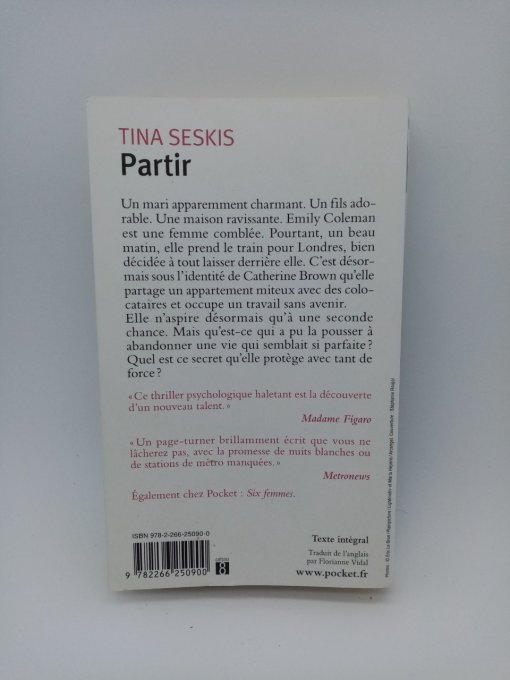 TINA SESKIS
Partir
Un mari apparemment charmant. Un fils ado-
rable. Une maison ravissante. Emily Coleman
est une femme comblée. Pourtant, un beau
matin, elle prend le train pour Londres, bien
décidée à tout laisser derrière elle. C'est désor-
mais sous l'identité de Catherine Brown qu'elle
partage un appartement miteux avec des colo-
cataires et occupe un travail sans avenir.
Elle n'aspire désormais qu'à une seconde
chance. Mais qu'est-ce qui a pu la pousser à
abandonner une vie qui semblait si parfaite ?
Quel est ce secret qu'elle protège avec tant de
force ?
« Ce thriller psychologique haletant est la découverte
d'un nouveau talent. »
Madame Figaro
« Un page-turner brillamment écrit que vous ne
lâcherez pas, avec la promesse de nuits blanches ou
de stations de métro manquées. »
Metronews
Également chez Pocket : Six femmes.
ISBN 978-2-266-25090-0
9 782266 250900
8
Texte intégral
Traduit de l'anglais
par Florianne Vidal
www.pocket.fr